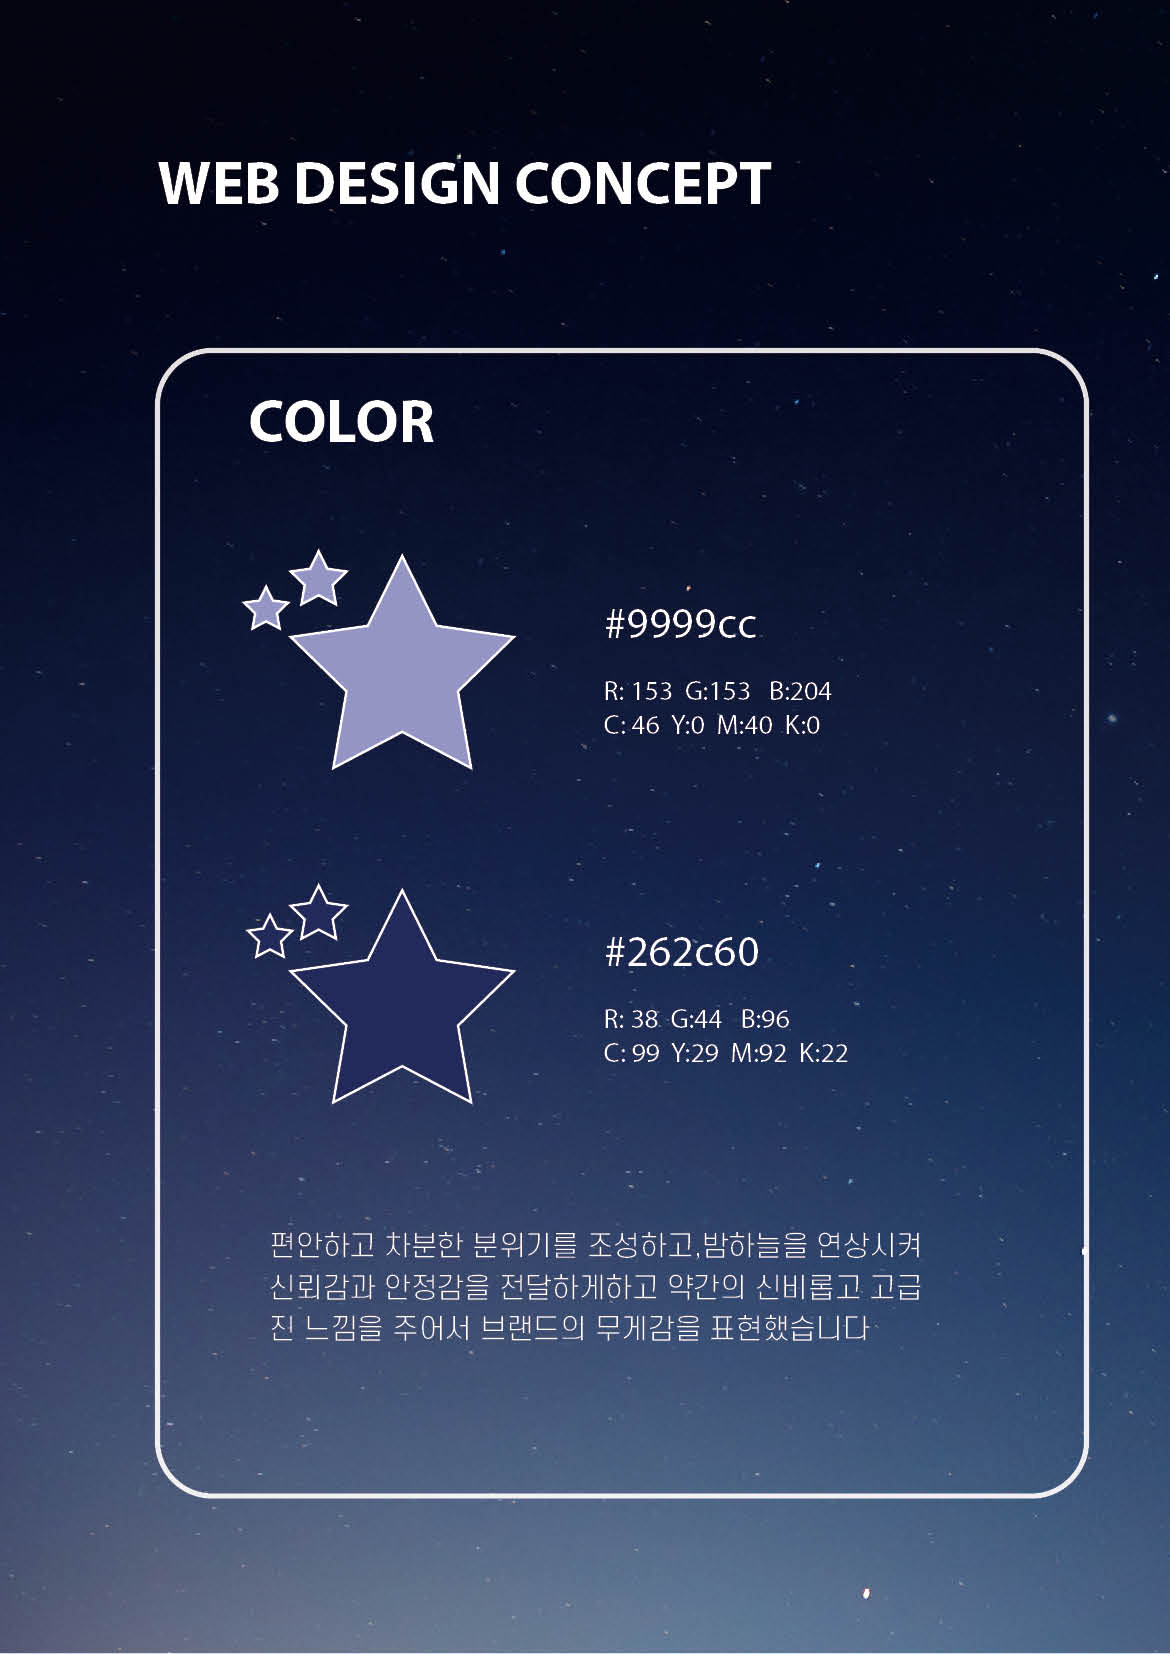 WEB DESIGN CONCEPT
COLOR
#9999cc
R: 153 G:153 B:204
C: 46 Y:0 M:40 K:0
#262c60
R: 38 G:44 B:96
C: 99 Y:29 M:92 K:22
편안하고 차분한 분위기를 조성하고,밤하늘을 연상시켜
신뢰감과 안정감을 전달하게하고 약간의 신비롭고 고급
진 느낌을 주어서 브랜드의 무게감을 표현했습니다